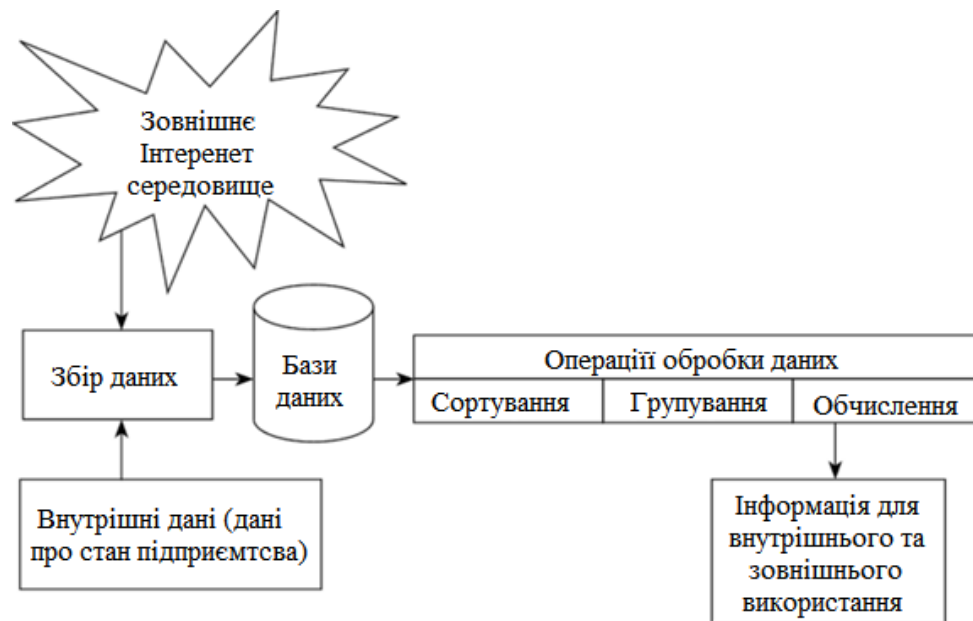 Зовнішнє
Інтеренет
середовище
Збір даних
Бази
даних
Операціїї обробки даних
Сортування
Групування
Обчислення
Внутрішні дані (дані
про стан підприємтсва)
Інформація для
внутрішнього та
зовнішнього
використання